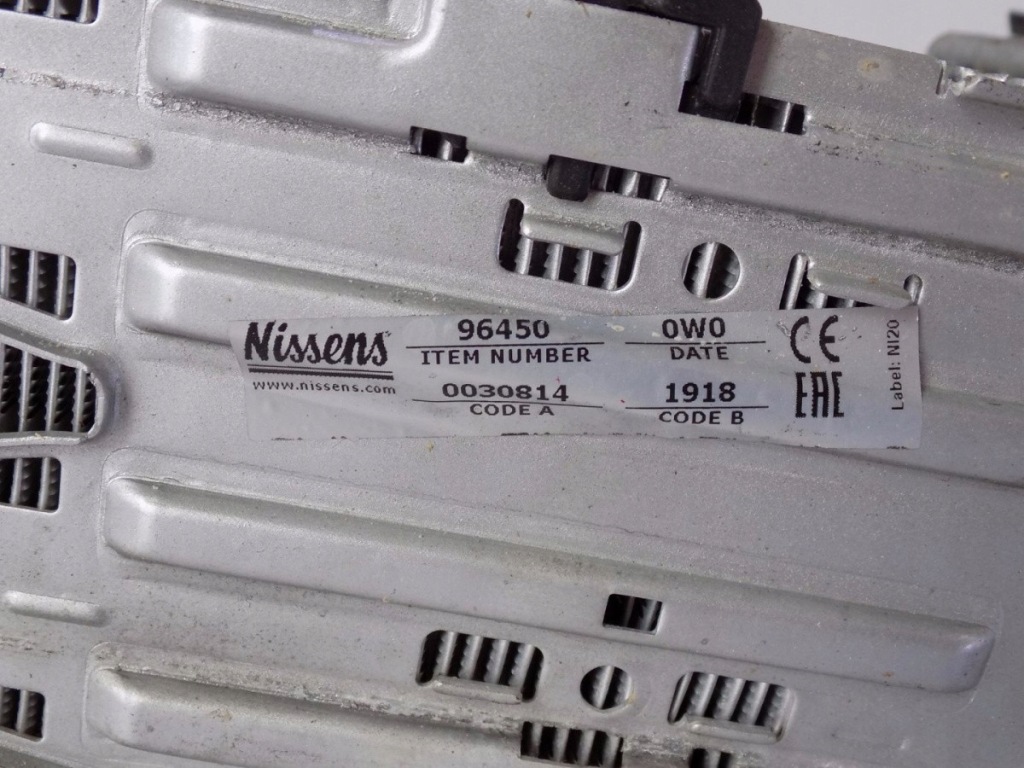 Nissens
www.nissens.com
96450
ITEM NUMBER
0W0
DATE
0030814
CODE A
1918
CODE B
CE
EAC
Label: NI20